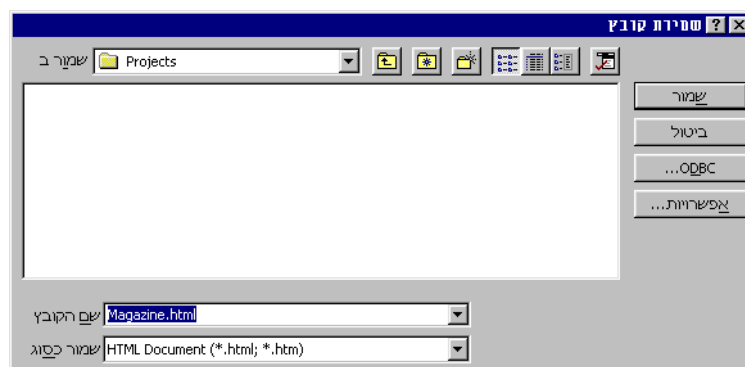 שמירת קובץ
שמור ב Projects
שמור
ביטול
ODBC...
אפשרויות...
שם הקובץ Magazine.html
שמור כסוג HTML Document (*.html; *.htm)